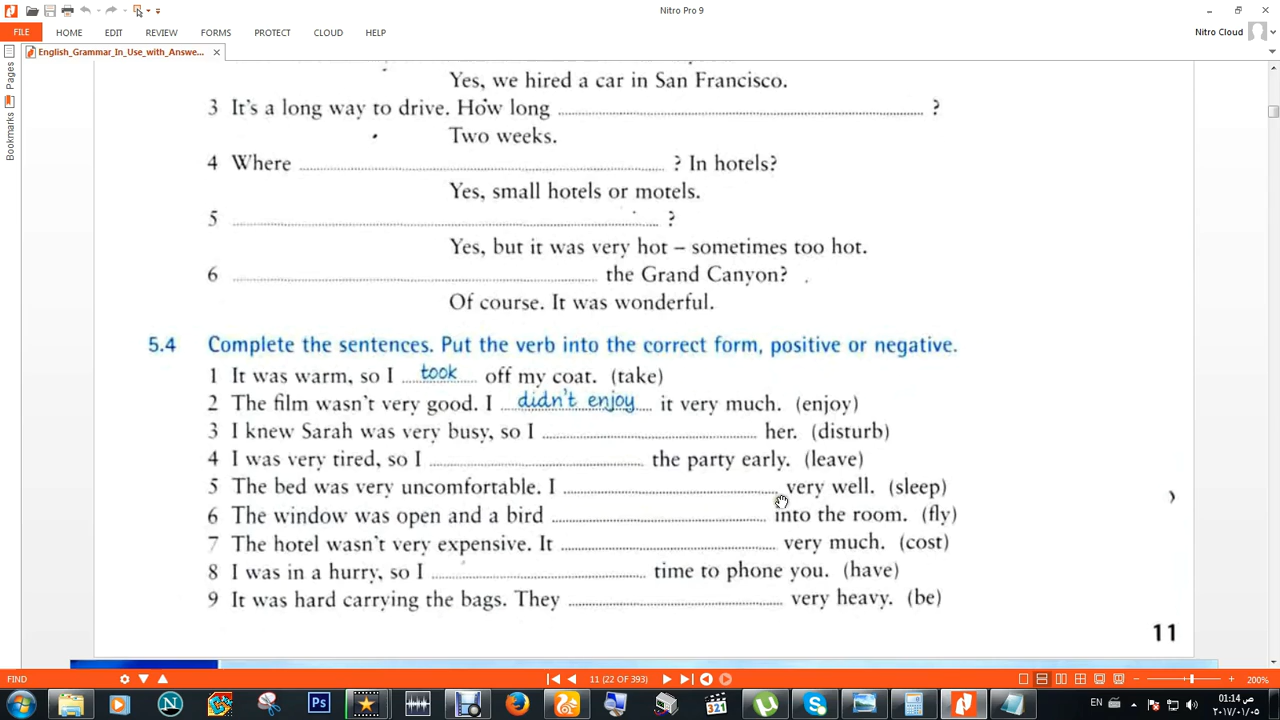 Nitro Pro 9
FILE HOME EDIT REVIEW FORMS PROTECT CLOUD HELP Nitro Cloud
English_Grammar_In_Use_with_Answe...
Pages
Bookmarks
Yes, we hired a car in San Francisco.
3 It's a long way to drive. How long ?
Two weeks.
4 Where ? In hotels?
Yes, small hotels or motels.
5 ?
Yes, but it was very hot – sometimes too hot.
6 the Grand Canyon?
Of course. It was wonderful.
5.4 Complete the sentences. Put the verb into the correct form, positive or negative.
1 It was warm, so I took off my coat. (take)
2 The film wasn't very good. I didn't enjoy it very much. (enjoy)
3 I knew Sarah was very busy, so I her. (disturb)
4 I was very tired, so I the party early. (leave)
5 The bed was very uncomfortable. I very well. (sleep)
6 The window was open and a bird into the room. (fly)
7 The hotel wasn't very expensive. It very much. (cost)
8 I was in a hurry, so I time to phone you. (have)
9 It was hard carrying the bags. They very heavy. (be)
11
FIND 11 (22 OF 393) 200%
Ps 321 EN 01:14 ص
٢٠١٧/٠١/٠٥